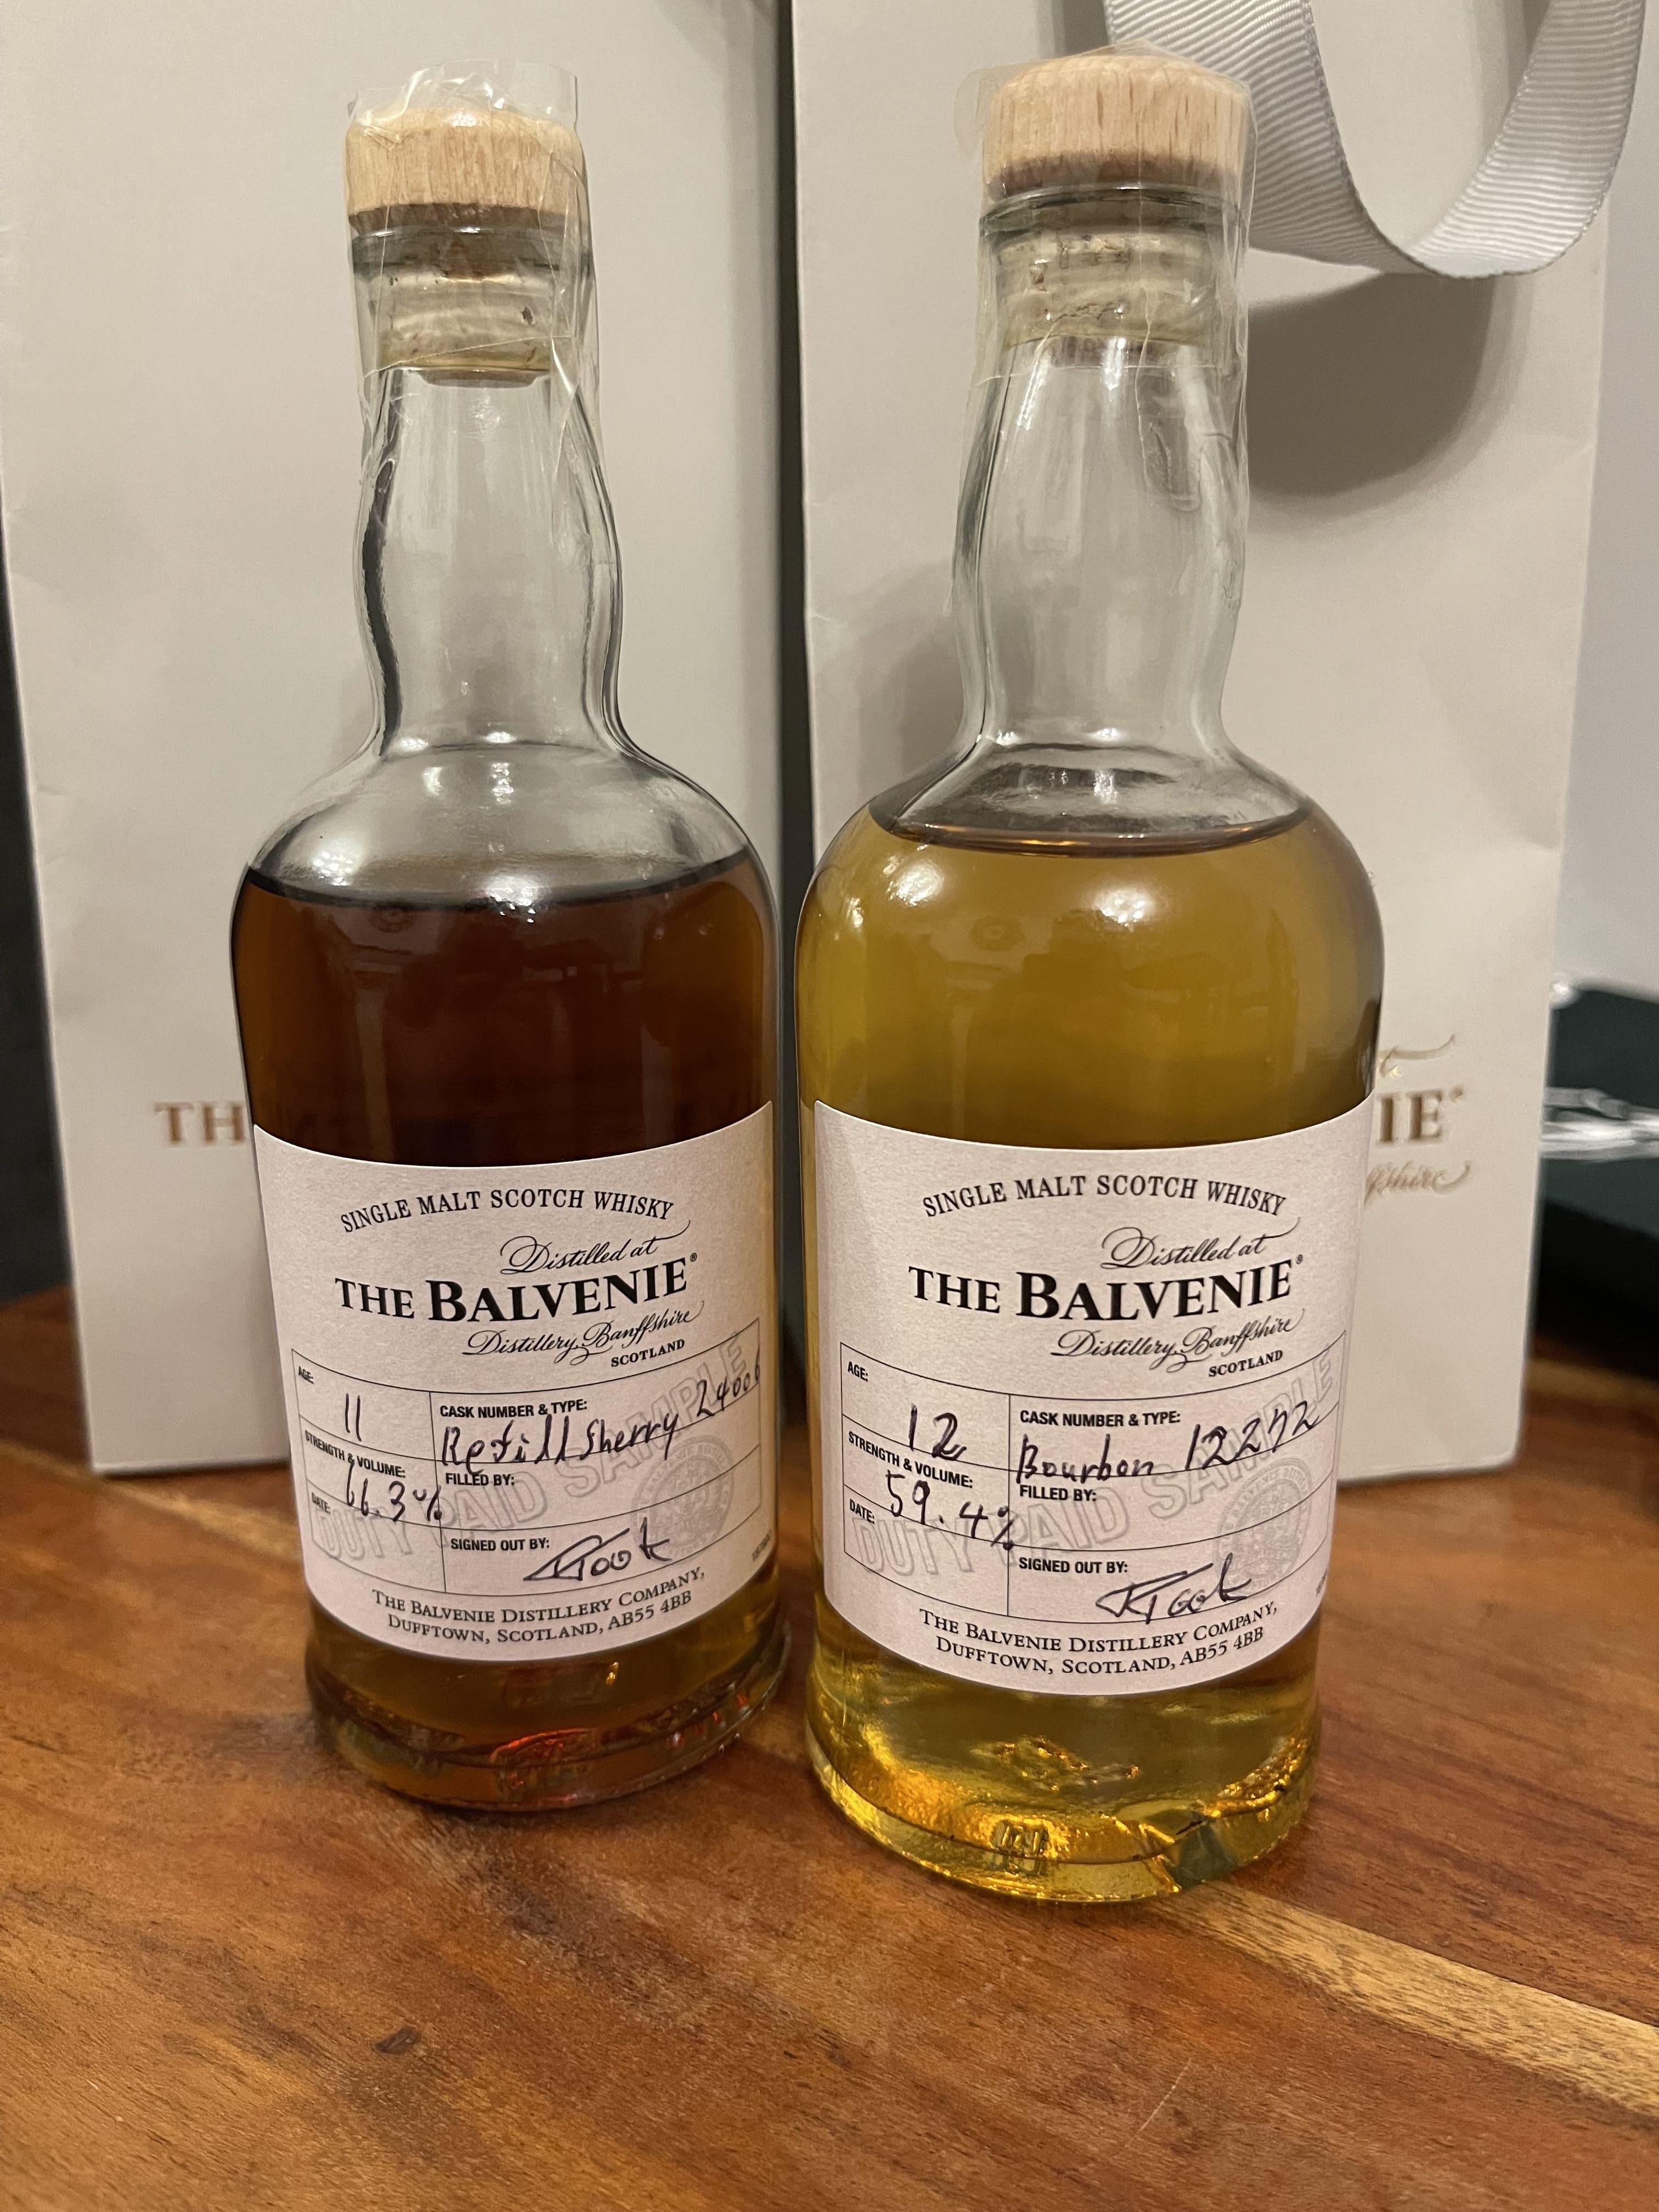 SINGLE MALT SCOTCH WHISKY
Distilled at
THE BALVENIE®
Distillery, Banffshire
SCOTLAND
AGE:
11
CASK NUMBER & TYPE:
Refill Sherry
STRENGTH & VOLUME:
66.3%
FILLED BY:
DATE:
SIGNED OUT BY:
DUTY PAID SAMPLE
THE BALVENIE DISTILLERY COMPANY,
DUFFTOWN, SCOTLAND, AB55 4BB
SINGLE MALT SCOTCH WHISKY
Distilled at
THE BALVENIE®
Distillery, Banffshire
SCOTLAND
AGE:
12
CASK NUMBER & TYPE:
Bourbon 12272
STRENGTH & VOLUME:
59.4%
FILLED BY:
DATE:
SIGNED OUT BY:
DUTY PAID SAMPLE
THE BALVENIE DISTILLERY COMPANY,
DUFFTOWN, SCOTLAND, AB55 4BB
TH
IE®